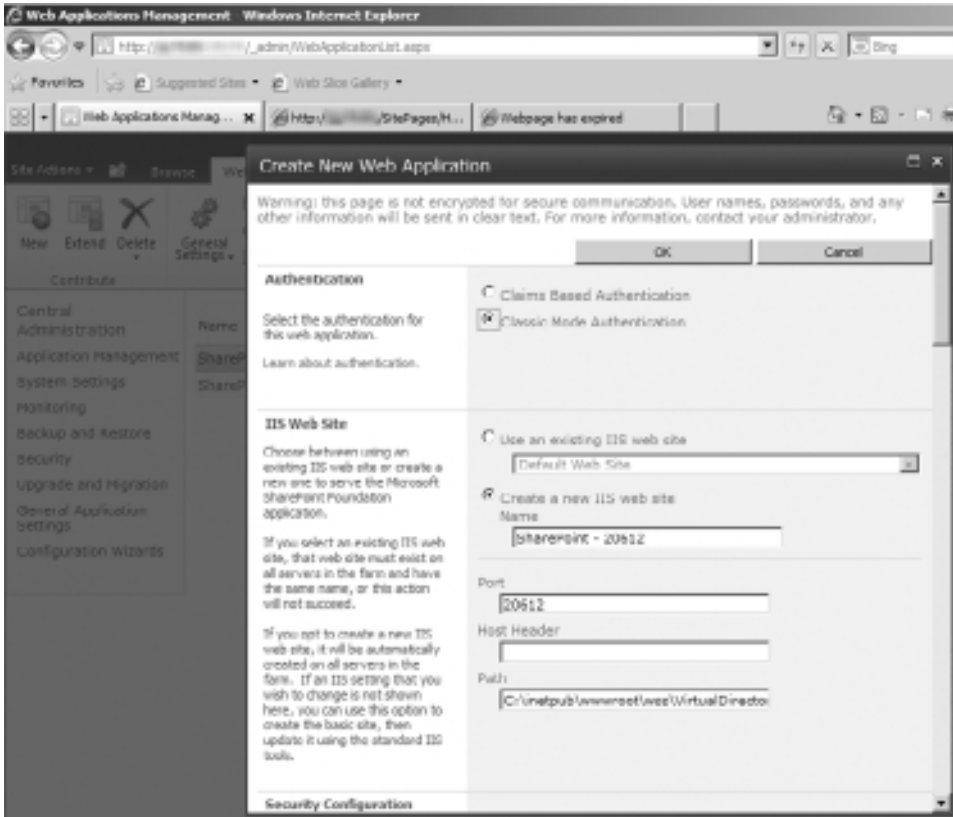 Web Applications Management Windows Internet Explorer
http:// /_admin/WebApplicationList.aspx
Bing
Favorites Suggested Sites Web Slice Gallery
Web Applications Manag... http:// /SitePages/H... Webpage has expired
Site Actions Browse We
Create New Web Application
Warning: this page is not encrypted for secure communication. User names, passwords, and any
other information will be sent in clear text. For more information, contact your administrator.
New Extend Delete General
Settings
Contribute
OK Cancel
Authentication
Select the authentication for
this web application.
Learn about authentication.
Claims Based Authentication
Classic Mode Authentication
Central
Administration
Application Management
System Settings
Monitoring
Backup and Restore
Security
Upgrade and Migration
General Application
Settings
Configuration Wizards
Name
ShareP
ShareP
IIS Web Site
Choose between using an
existing IIS web site or create a
new one to serve the Microsoft
SharePoint Foundation
application.
If you select an existing IIS web
site, that web site must exist on
all servers in the farm and have
the same name, or this action
will not succeed.
If you opt to create a new IIS
web site, it will be automatically
created on all servers in the
farm. If an IIS setting that you
wish to change is not shown
here, you can use this option to
create the basic site, then
update it using the standard IIS
tools.
Use an existing IIS web site
Default Web Site
Create a new IIS web site
Name
SharePoint - 20612
Port
20612
Host Header
Path
C:\inetpub\wwwroot\wss\VirtualDirecto
Security Configuration